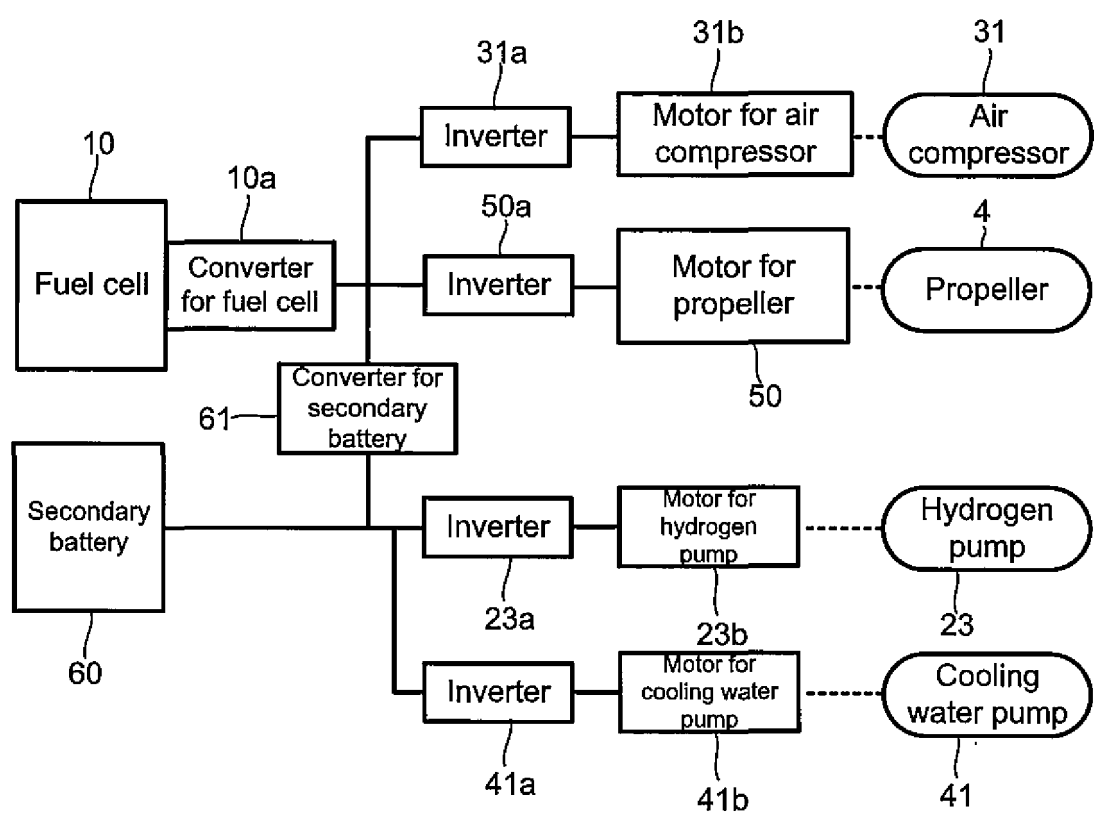 31a
31b
31
Inverter
Motor for air
compressor
Air
compressor
10
10a
50a
4
Fuel cell
Converter
for fuel cell
Inverter
Motor for
propeller
Propeller
50
61
Converter for
secondary
battery
Secondary
battery
60
Inverter
Motor for
hydrogen
pump
Hydrogen
pump
23a
23b
23
Inverter
Motor for
cooling water
pump
Cooling
water pump
41a
41b
41